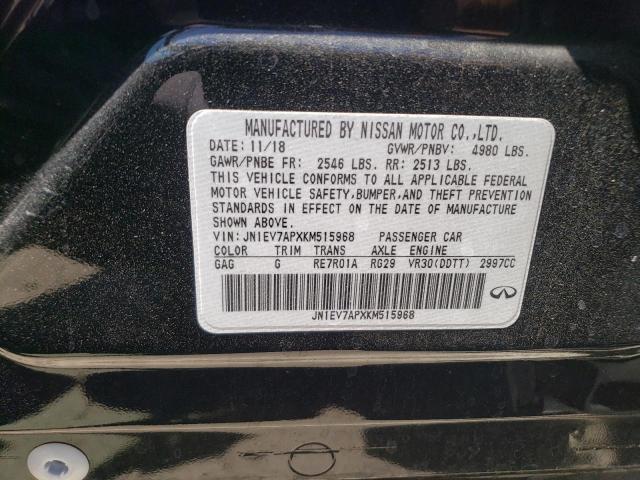 MANUFACTURED BY NISSAN MOTOR CO.,LTD.
DATE: 11/18 GVWR/PNBV: 4980 LBS.
GAWR/PNBE FR: 2546 LBS. RR: 2513 LBS.
THIS VEHICLE CONFORMS TO ALL APPLICABLE FEDERAL
MOTOR VEHICLE SAFETY,BUMPER,AND THEFT PREVENTION
STANDARDS IN EFFECT ON THE DATE OF MANUFACTURE
SHOWN ABOVE.
VIN:JN1EV7APXKM515968 PASSENGER CAR
COLOR TRIM TRANS AXLE ENGINE
GAG G RE7R01A RG29 VR30(DDTT) 2997CC
JN1EV7APXKM515968